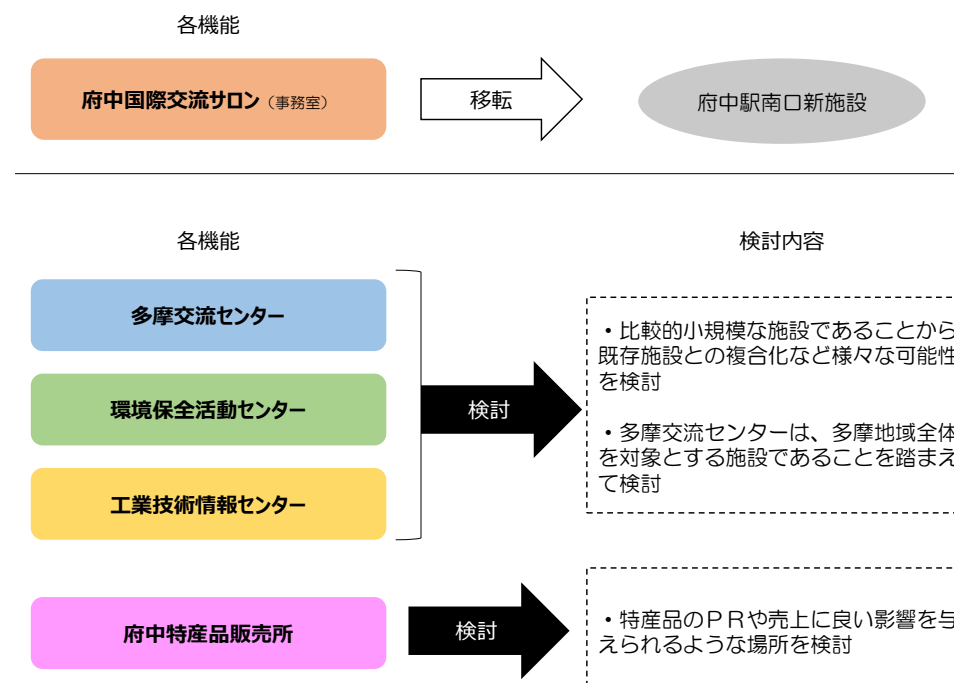 各機能
府中国際交流サロン（事務室）
移転
府中駅南口新施設
各機能
検討内容
多摩交流センター
環境保全活動センター
工業技術情報センター
検討
・比較的小規模な施設であることから
既存施設との複合化など様々な可能性
を検討
・多摩交流センターは、多摩地域全体
を対象とする施設であることを踏まえ
て検討
府中特産品販売所
検討
・特産品のＰＲや売上に良い影響を与
えられるような場所を検討